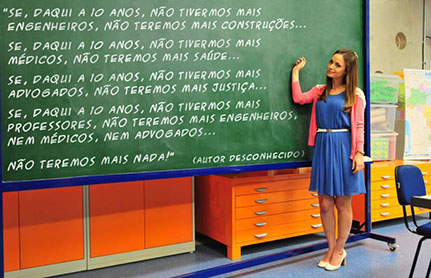 "SE, DAQUI A 10 ANOS, NÃO TIVERMOS MAIS
ENGENHEIROS, NÃO TEREMOS MAIS CONSTRUÇÕES...
SE, DAQUI A 10 ANOS, NÃO TIVERMOS MAIS
MÉDICOS, NÃO TEREMOS MAIS SAÚDE...
SE, DAQUI A 10 ANOS, NÃO TIVERMOS MAIS
ADVOGADOS, NÃO TEREMOS MAIS JUSTIÇA...
SE, DAQUI A 10 ANOS, NÃO TIVERMOS MAIS
PROFESSORES, NÃO TEREMOS MAIS ENGENHEIROS,
NEM MÉDICOS, NEM ADVOGADOS...
NÃO TEREMOS MAIS NADA!" (AUTOR DESCONHECIDO)